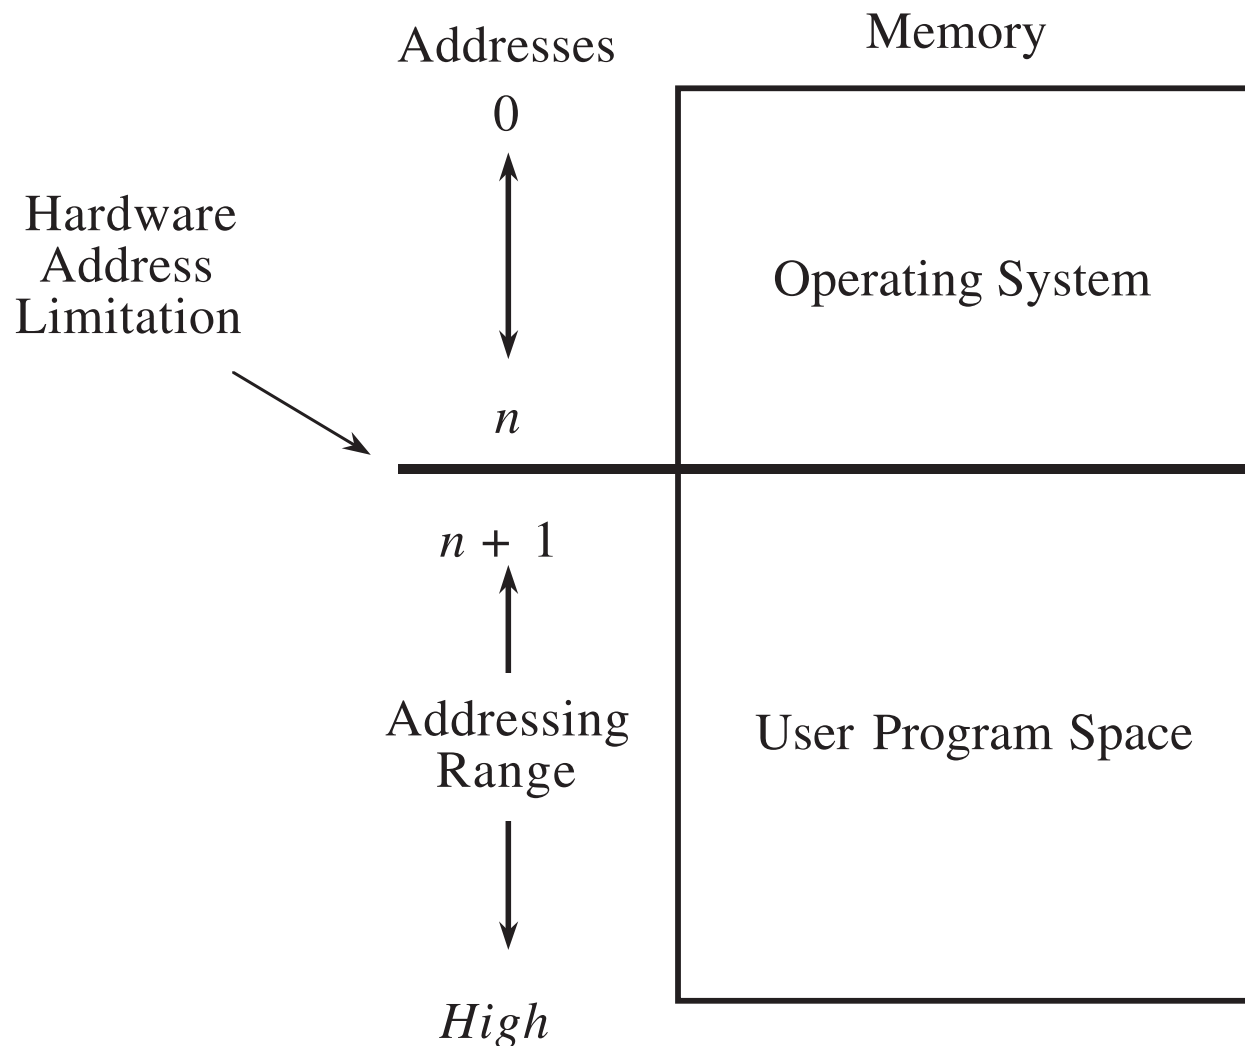 Addresses
Memory
0
Hardware
Address
Limitation
Operating System
n
n + 1
Addressing
Range
User Program Space
High